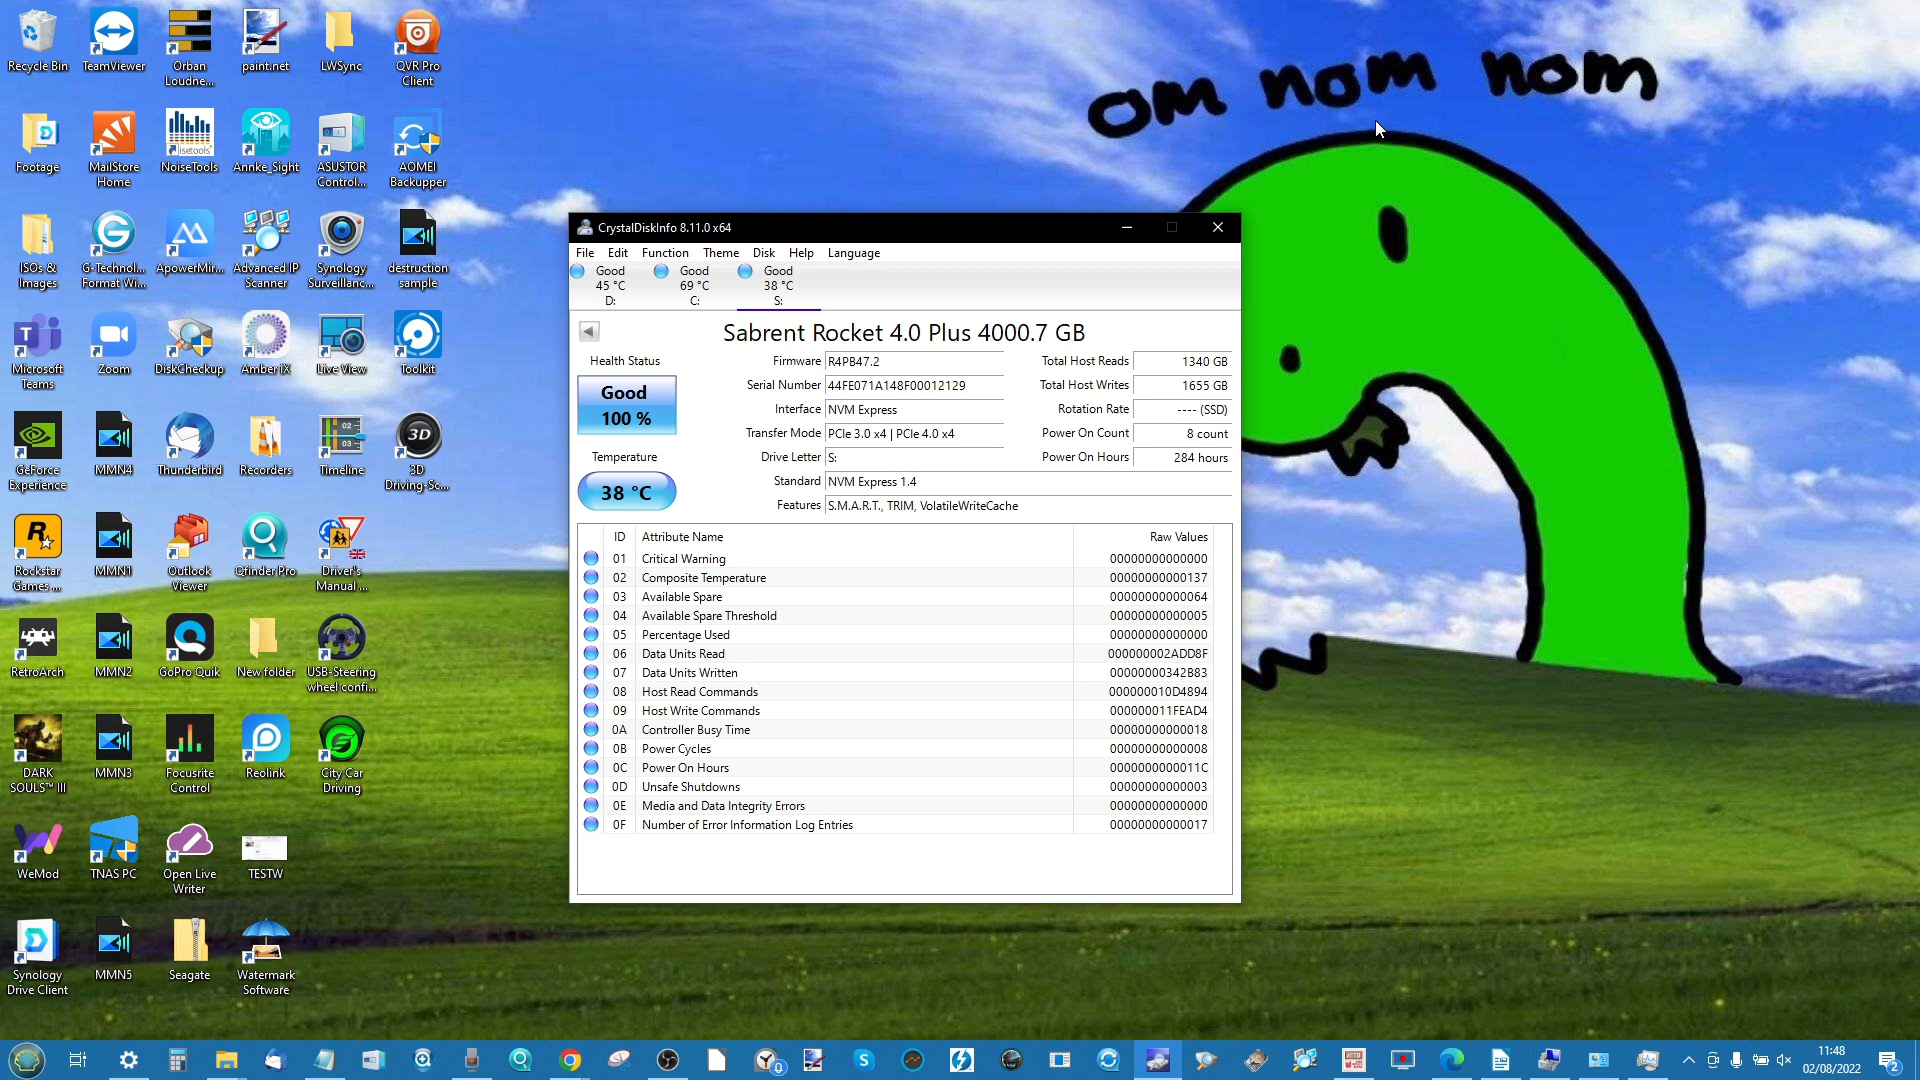 Recycle Bin
TeamViewer
Orban
Loudne...
paint.net
LWSync
QVR Pro
Client
Footage
MailStore
Home
isetools
NoiseTools
Annke_Sight
ASUSTOR
Control...
AOMEI
Backupper
ISOs &
Images
G-Technol...
Format Wi...
ApowerMir...
Advanced IP
Scanner
Synology
Surveillanc...
destruction
sample
Microsoft
Teams
Zoom
DiskCheckup
Amber iX
Live View
Toolkit
GeForce
Experience
MMN4
Thunderbird
Recorders
02
03
Timeline
3D
3D
Driving-Sc...
Rockstar
Games ...
MMN1
Outlook
Viewer
Qfinder Pro
Driver's
Manual ...
RetroArch
MMN2
GoPro Quik
New folder
USB-Steering
wheel confi...
DARK
SOULS™ III
MMN3
Focusrite
Control
Reolink
City Car
Driving
WeMod
TNAS PC
Open Live
Writer
TESTW
Synology
Drive Client
MMN5
Seagate
Watermark
Software
om nom nom
CrystalDiskInfo 8.11.0 x64
File Edit Function Theme Disk Help Language
Good Good Good
45 °C 69 °C 38 °C
D: C: S:
Sabrent Rocket 4.0 Plus 4000.7 GB
Health Status
Good
100 %
Temperature
38 °C
Firmware R4PB47.2
Serial Number 44FE071A148F00012129
Interface NVM Express
Transfer Mode PCIe 3.0 x4 | PCIe 4.0 x4
Drive Letter S:
Standard NVM Express 1.4
Features S.M.A.R.T., TRIM, VolatileWriteCache
Total Host Reads 1340 GB
Total Host Writes 1655 GB
Rotation Rate ---- (SSD)
Power On Count 8 count
Power On Hours 284 hours
ID Attribute Name Raw Values
01 Critical Warning 00000000000000
02 Composite Temperature 00000000000137
03 Available Spare 00000000000064
04 Available Spare Threshold 00000000000005
05 Percentage Used 00000000000000
06 Data Units Read 000000002ADD8F
07 Data Units Written 00000000342B83
08 Host Read Commands 000000010D4894
09 Host Write Commands 000000011FEAD4
0A Controller Busy Time 00000000000018
0B Power Cycles 00000000000008
0C Power On Hours 0000000000011C
0D Unsafe Shutdowns 00000000000003
0E Media and Data Integrity Errors 00000000000000
0F Number of Error Information Log Entries 00000000000017
11:48
02/08/2022
2